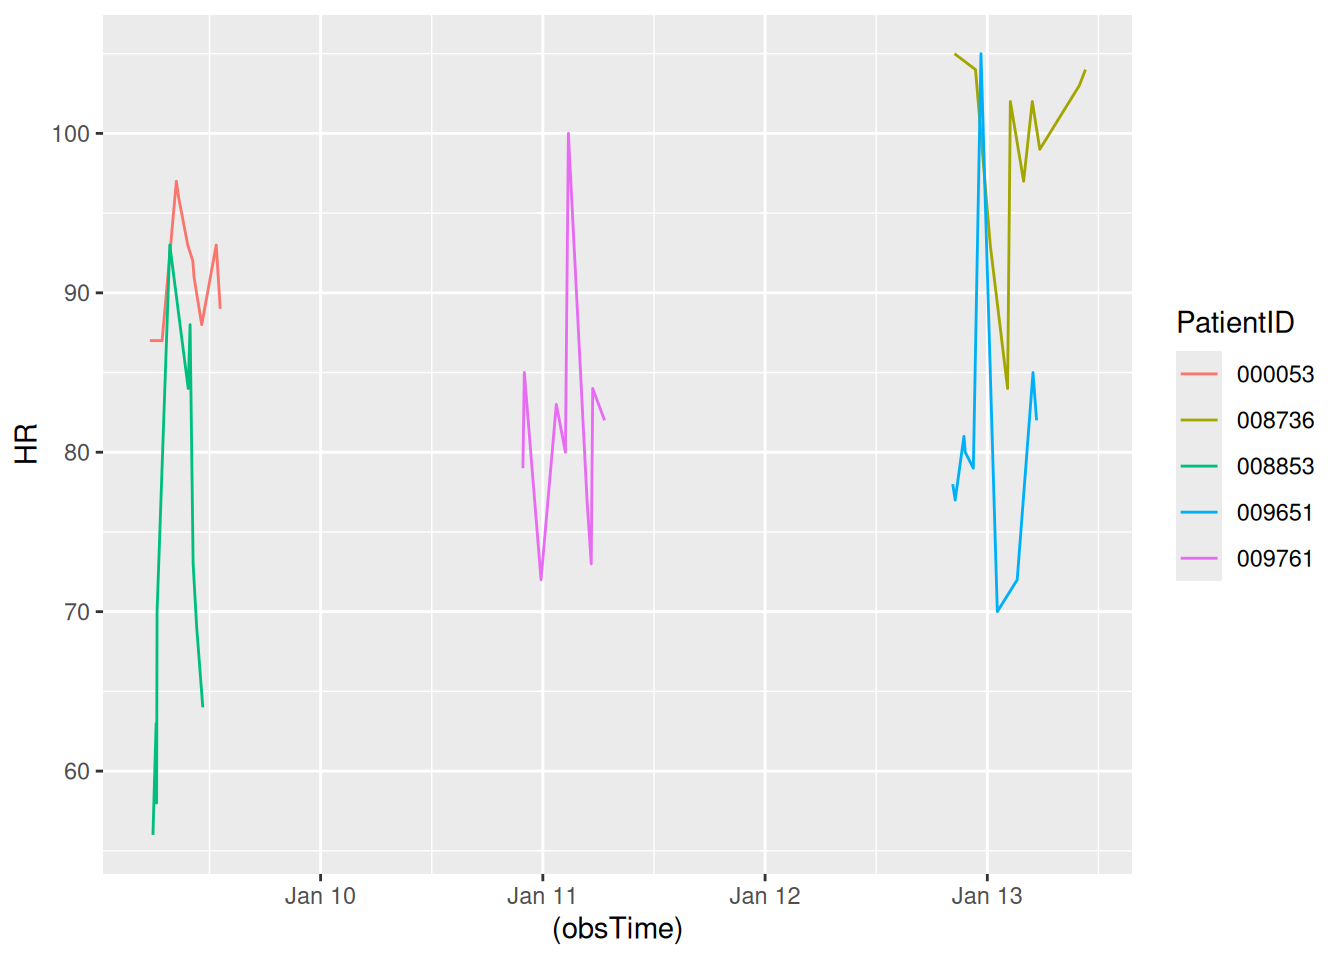 HR
100
90
80
70
60
Jan 10
Jan 11
Jan 12
Jan 13
(obsTime)
PatientID
000053
008736
008853
009651
009761